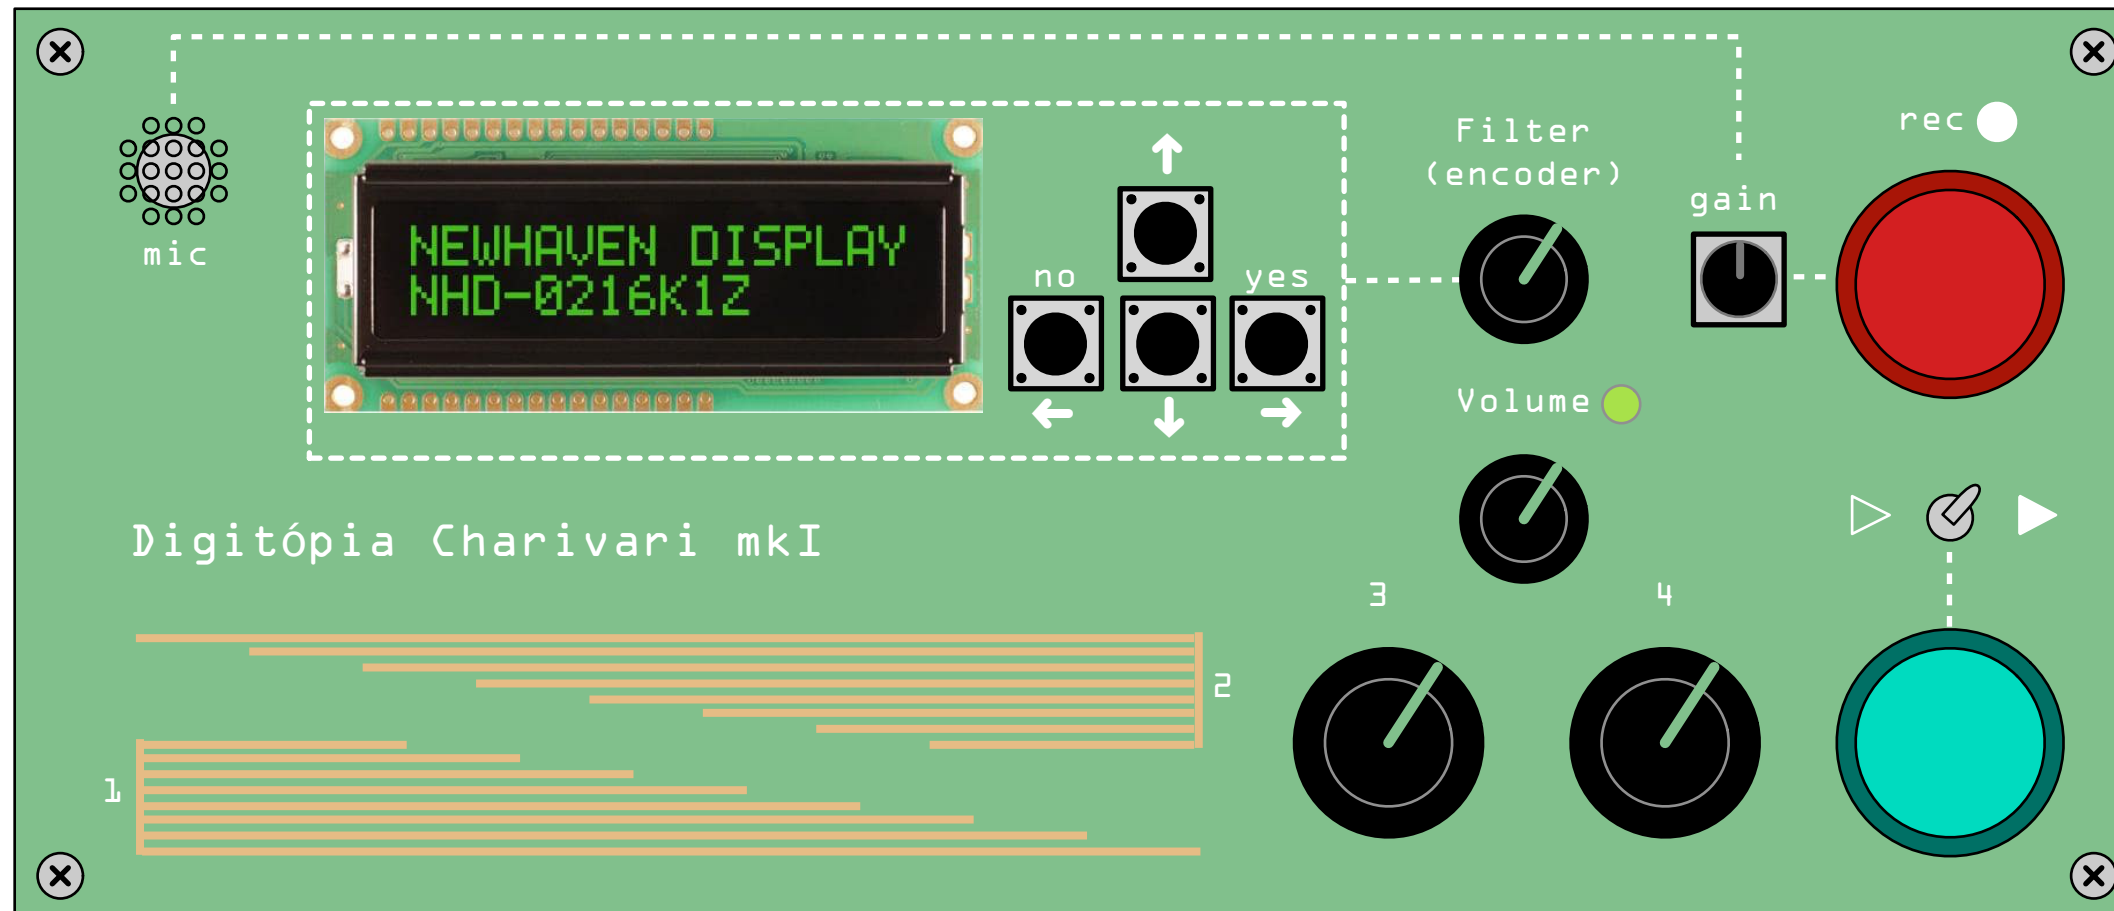 mic
NEWHAVEN DISPLAY
NHD-0216K1Z
no
yes
Filter
(encoder)
gain
rec
Volume
Digitópia Charivari mkI
3
4
2
1